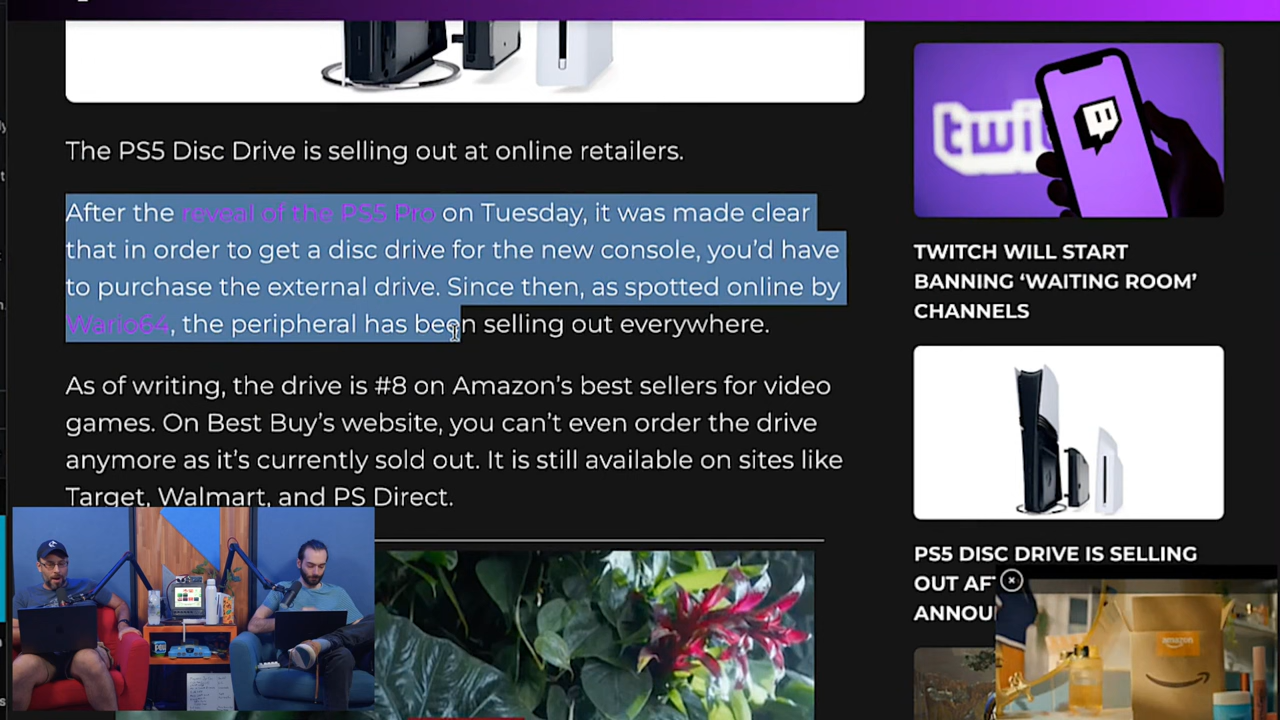 The PS5 Disc Drive is selling out at online retailers.
After the reveal of the PS5 Pro on Tuesday, it was made clear
that in order to get a disc drive for the new console, you'd have
to purchase the external drive. Since then, as spotted online by
Wario64, the peripheral has been selling out everywhere.
As of writing, the drive is #8 on Amazon's best sellers for video
games. On Best Buy's website, you can't even order the drive
anymore as it's currently sold out. It is still available on sites like
Target, Walmart, and PS Direct.
TWITCH WILL START
BANNING ‘WAITING ROOM’
CHANNELS
PS5 DISC DRIVE IS SELLING
amazon